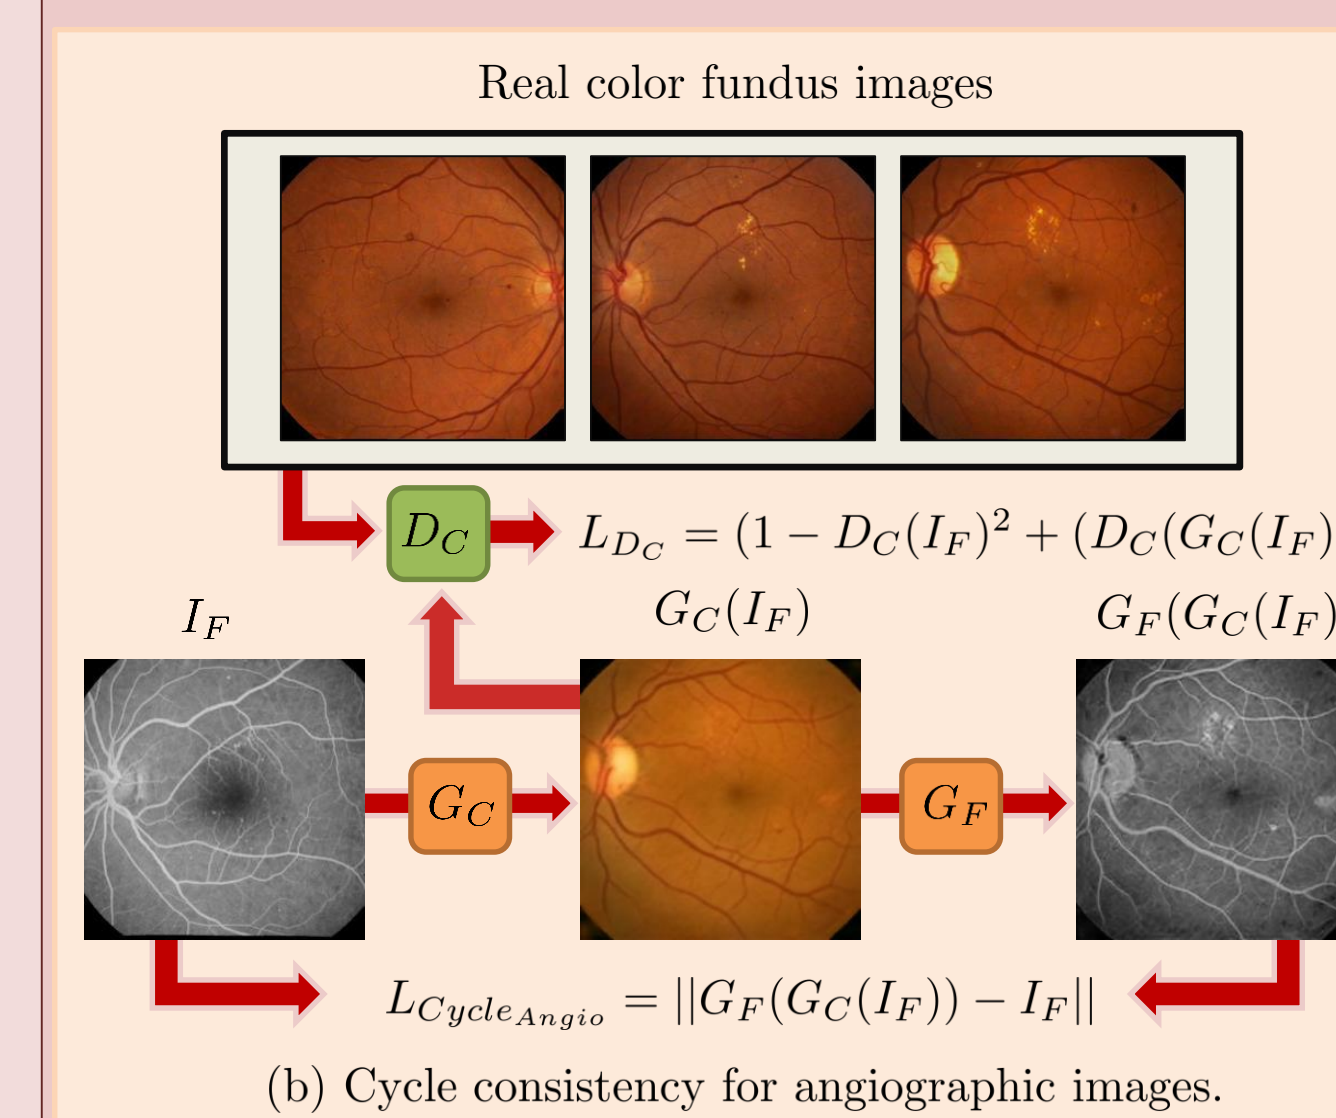 Real color fundus images
D_C
L_{D_C} = (1 − D_C(I_F)^2 + (D_C(G_C(I_F)
I_F
G_C(I_F)
G_F(G_C(I_F)
G_C
G_F
L_{Cycle_{Angio}} = ||G_F(G_C(I_F)) − I_F||
(b) Cycle consistency for angiographic images.